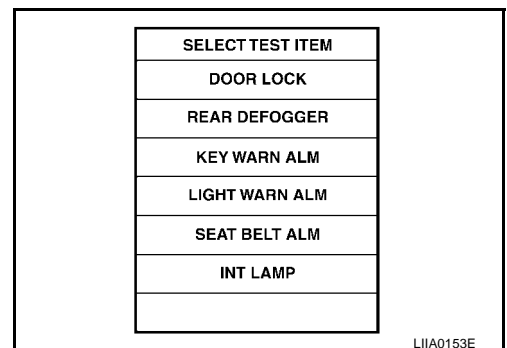 SELECT TEST ITEM
DOOR LOCK
REAR DEFOGGER
KEY WARN ALM
LIGHT WARN ALM
SEAT BELT ALM
INT LAMP
LIIA0153E